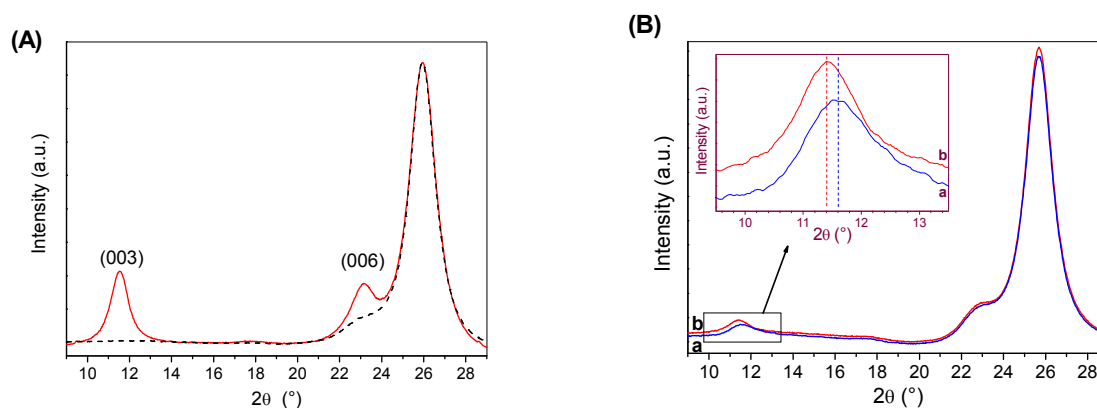 (A)
Intensity (a.u.)
(003)
(006)
10 12 14 16 18 20 22 24 26 28
2θ (°)
(B)
Intensity (a.u.)
Intensity (a.u.)
b
a
10 11 12 13
2θ (°)
b
a
10 12 14 16 18 20 22 24 26 28
2θ (°)